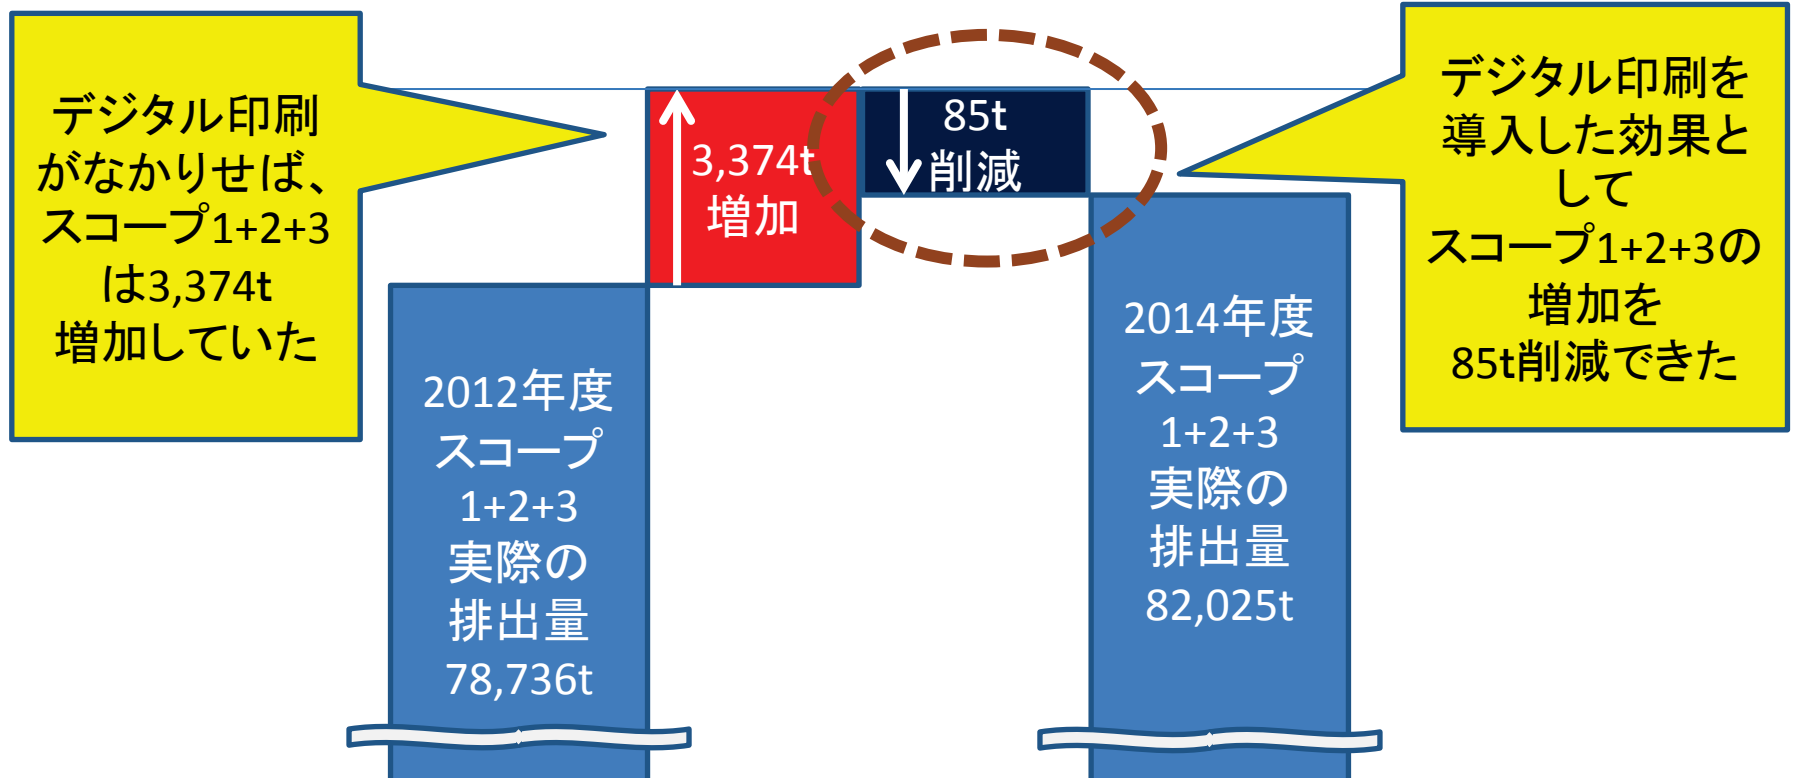 デジタル印刷
がなかりせば、
スコープ1+2+3
は3,374t
増加していた
3,374t
増加
85t
削減
デジタル印刷を
導入した効果と
して
スコープ1+2+3の
増加を
85t削減できた
2012年度
スコープ
1+2+3
実際の
排出量
78,736t
2014年度
スコープ
1+2+3
実際の
排出量
82,025t